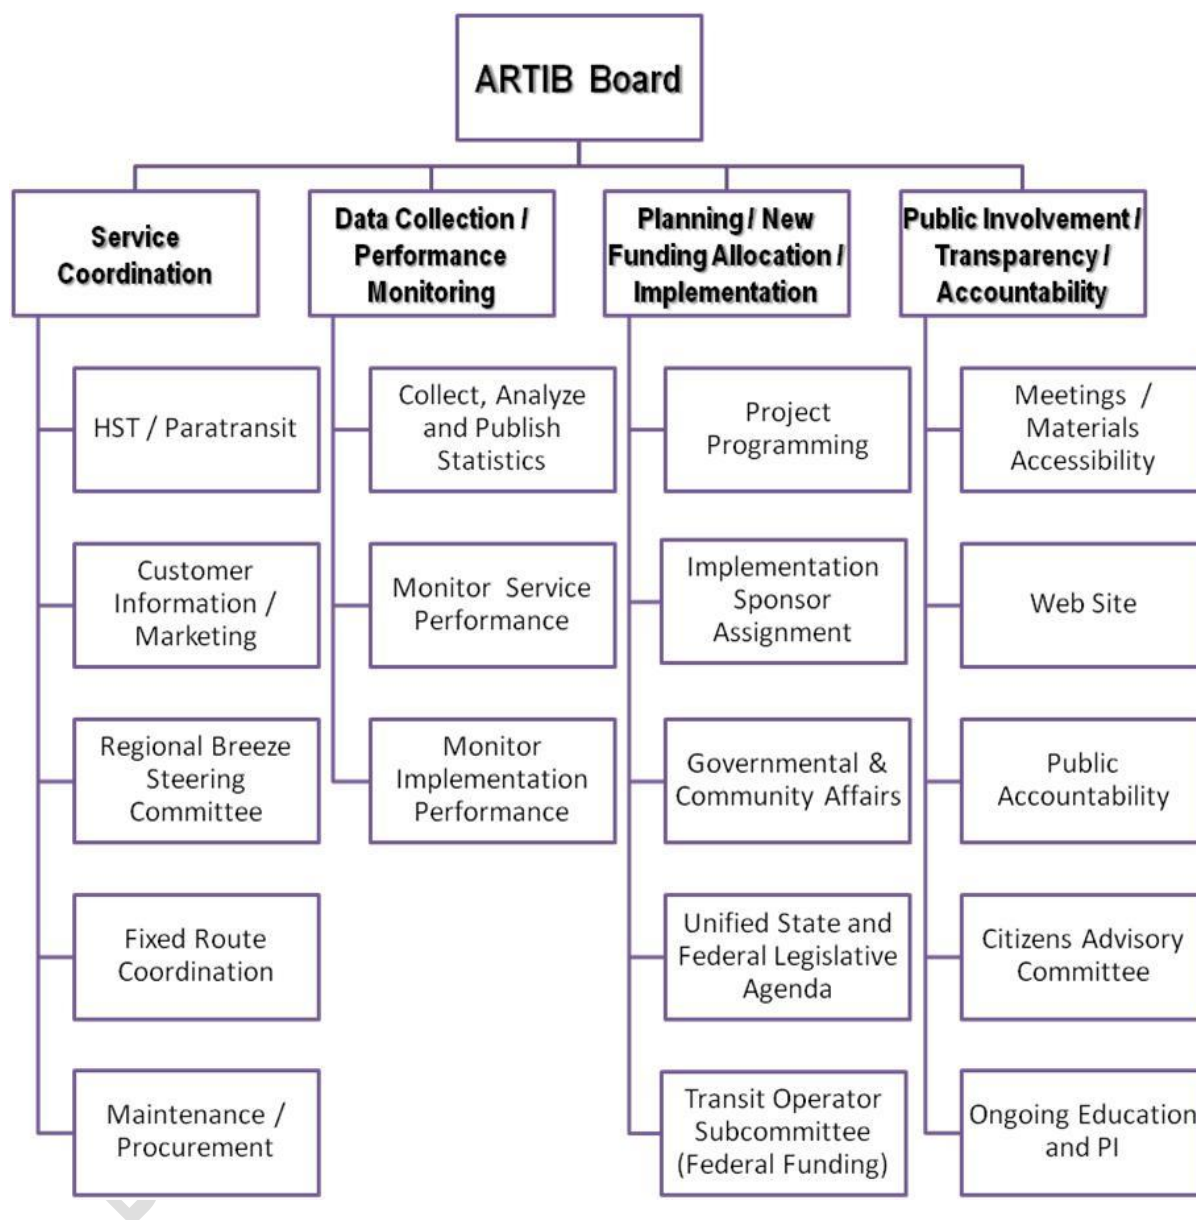 ARTIB Board
Service
Coordination
HST / Paratransit
Customer
Information /
Marketing
Regional Breeze
Steering
Committee
Fixed Route
Coordination
Maintenance /
Procurement
Data Collection /
Performance
Monitoring
Collect, Analyze
and Publish
Statistics
Monitor Service
Performance
Monitor
Implementation
Performance
Planning / New
Funding Allocation /
Implementation
Project
Programming
Implementation
Sponsor
Assignment
Governmental &
Community Affairs
Unified State and
Federal Legislative
Agenda
Transit Operator
Subcommittee
(Federal Funding)
Public Involvement /
Transparency /
Accountability
Meetings /
Materials
Accessibility
Web Site
Public
Accountability
Citizens Advisory
Committee
Ongoing Education
and PI